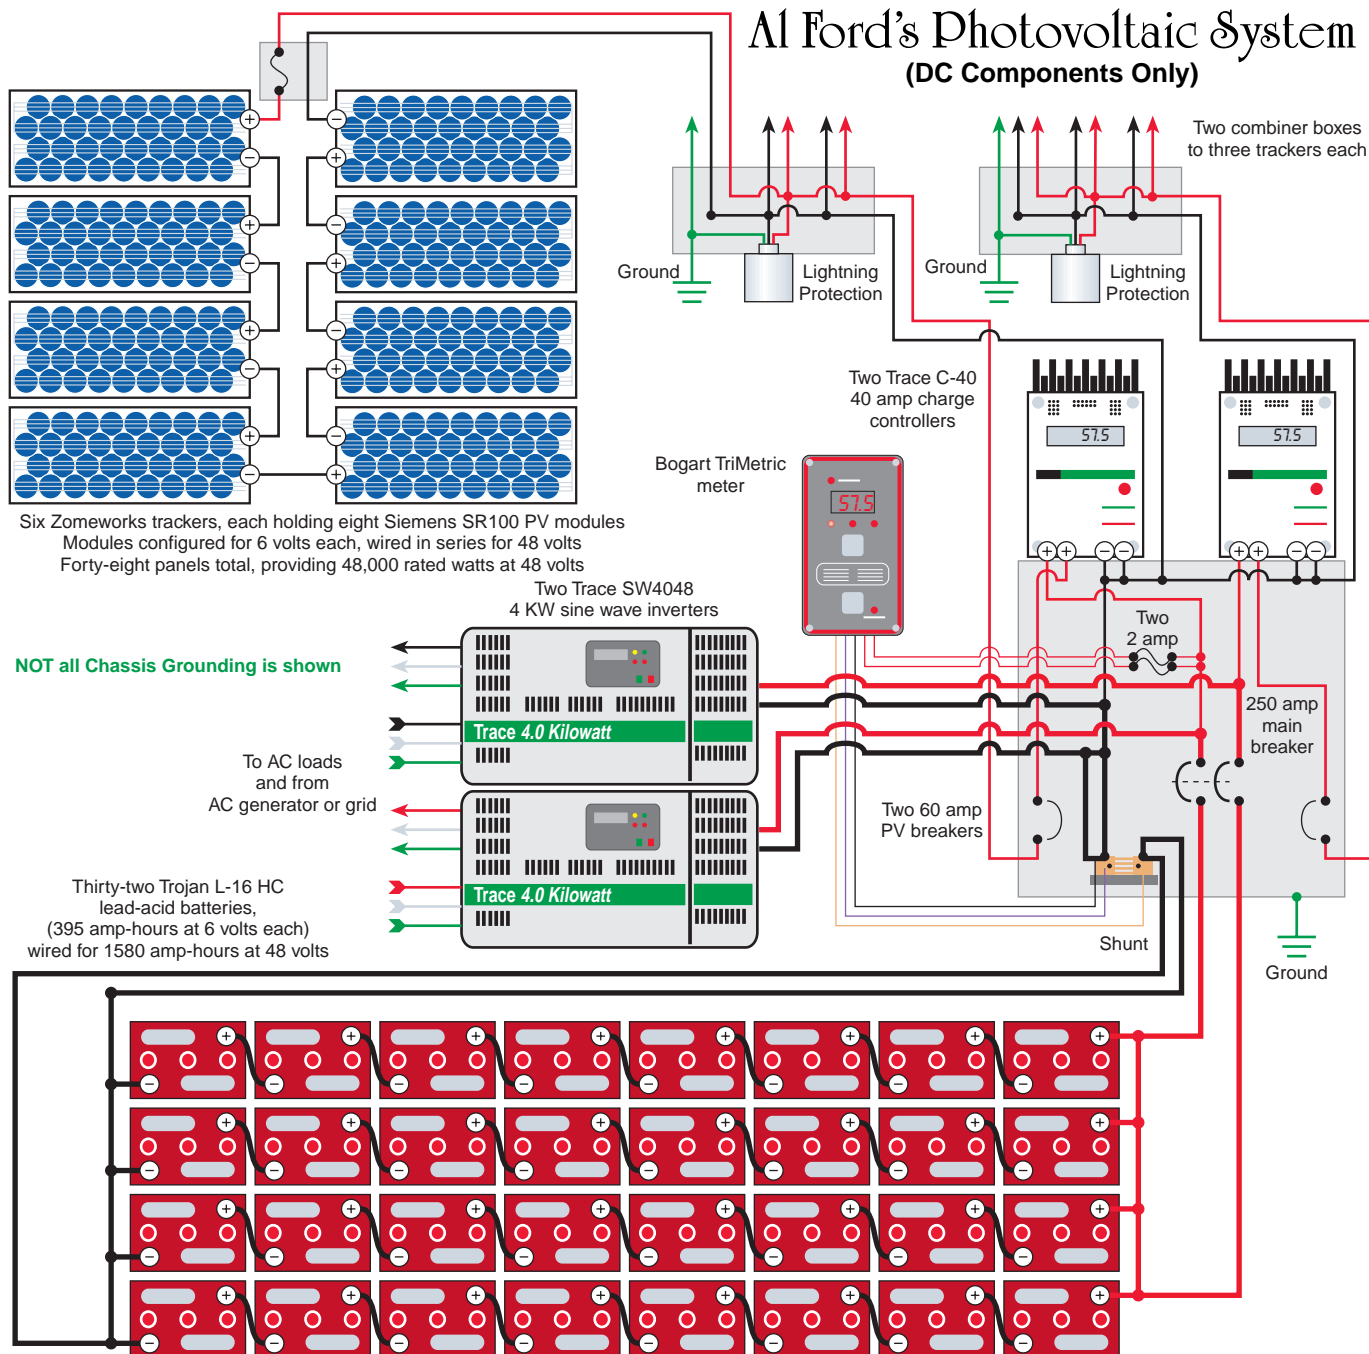 Al Ford's Photovoltaic System
(DC Components Only)
Two combiner boxes
to three trackers each
Ground
Lightning
Protection
Ground
Lightning
Protection
Two Trace C-40
40 amp charge
controllers
57.5
57.5
Bogart TriMetric
meter
57.5
Six Zomeworks trackers, each holding eight Siemens SR100 PV modules
Modules configured for 6 volts each, wired in series for 48 volts
Forty-eight panels total, providing 48,000 rated watts at 48 volts
Two Trace SW4048
4 KW sine wave inverters
NOT all Chassis Grounding is shown
Two
2 amp
250 amp
main
breaker
Trace 4.0 Kilowatt
To AC loads
and from
AC generator or grid
Two 60 amp
PV breakers
Trace 4.0 Kilowatt
Thirty-two Trojan L-16 HC
lead-acid batteries,
(395 amp-hours at 6 volts each)
wired for 1580 amp-hours at 48 volts
Shunt
Ground